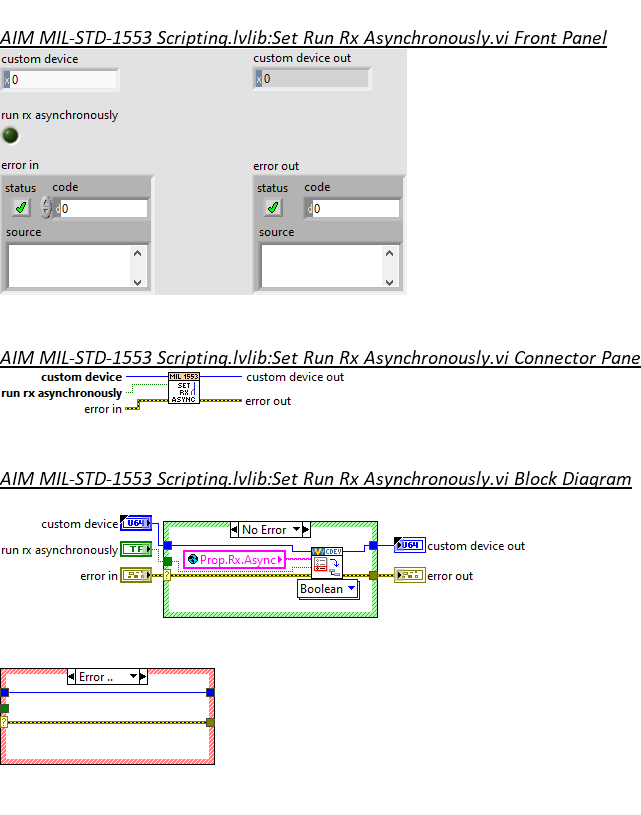 AIM MIL-STD-1553 Scripting.lvlib:Set Run Rx Asynchronously.vi Front Panel
custom device
custom device out
x 0
x 0
run rx asynchronously
error in
error out
status
code
status
code
d 0
d 0
source
source
AIM MIL-STD-1553 Scripting.lvlib:Set Run Rx Asynchronously.vi Connector Pane
custom device
run rx asynchronously
error in
MIL 1553
SET
RX
ASYNC
custom device out
error out
AIM MIL-STD-1553 Scripting.lvlib:Set Run Rx Asynchronously.vi Block Diagram
custom device
U64
No Error
run rx asynchronously
TF
Prop.Rx.Async
CDEV
U64
custom device out
error in
?
error out
Boolean
Error ..
?